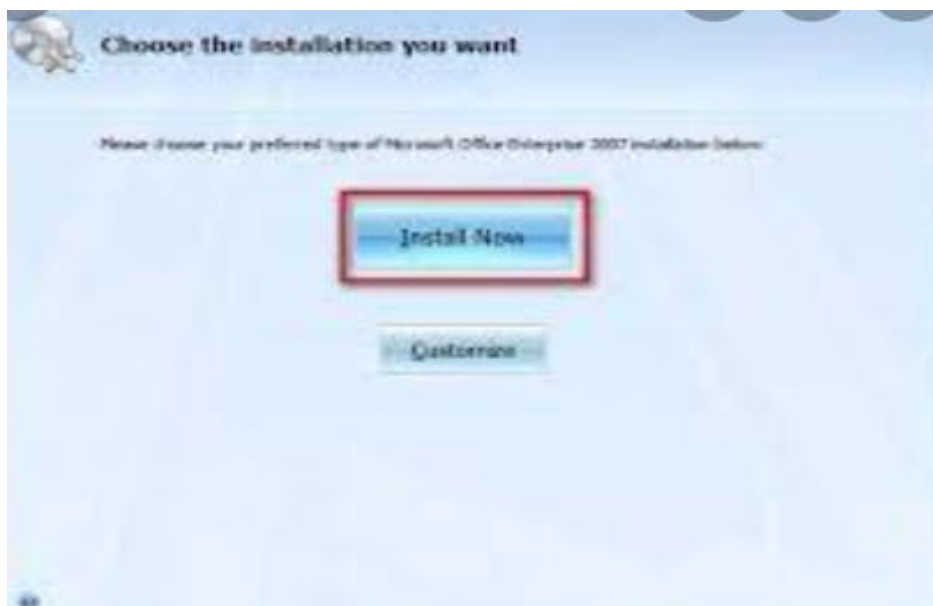 Choose the installation you want
Please choose your preferred type of Microsoft Office Enterprise 2007 installation below.
Install Now
Customize